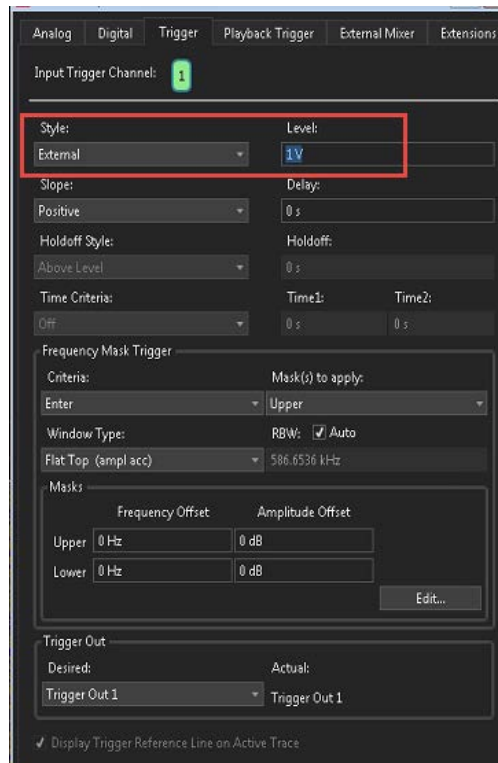 Analog Digital Trigger Playback Trigger External Mixer Extensions
Input Trigger Channel: 1
Style: Level:
External 1 V
Slope: Delay:
Positive 0 s
Holdoff Style: Holdoff:
Above Level 0 s
Time Criteria: Time1: Time2:
Off 0 s 0 s
Frequency Mask Trigger
Criteria: Mask(s) to apply:
Enter Upper
Window Type: RBW: Auto
Flat Top (ampl acc) 586.6536 kHz
Masks
Frequency Offset Amplitude Offset
Upper 0 Hz 0 dB
Lower 0 Hz 0 dB
Edit...
Trigger Out
Desired: Actual:
Trigger Out 1 Trigger Out 1
Display Trigger Reference Line on Active Trace